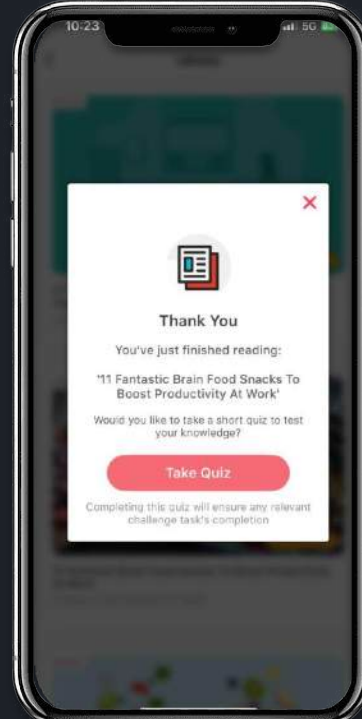 10:23
5G
Thank You
You've just finished reading:
'11 Fantastic Brain Food Snacks To
Boost Productivity At Work'
Would you like to take a short quiz to test
your knowledge?
Take Quiz
Completing this quiz will ensure any relevant
challenge task's completion